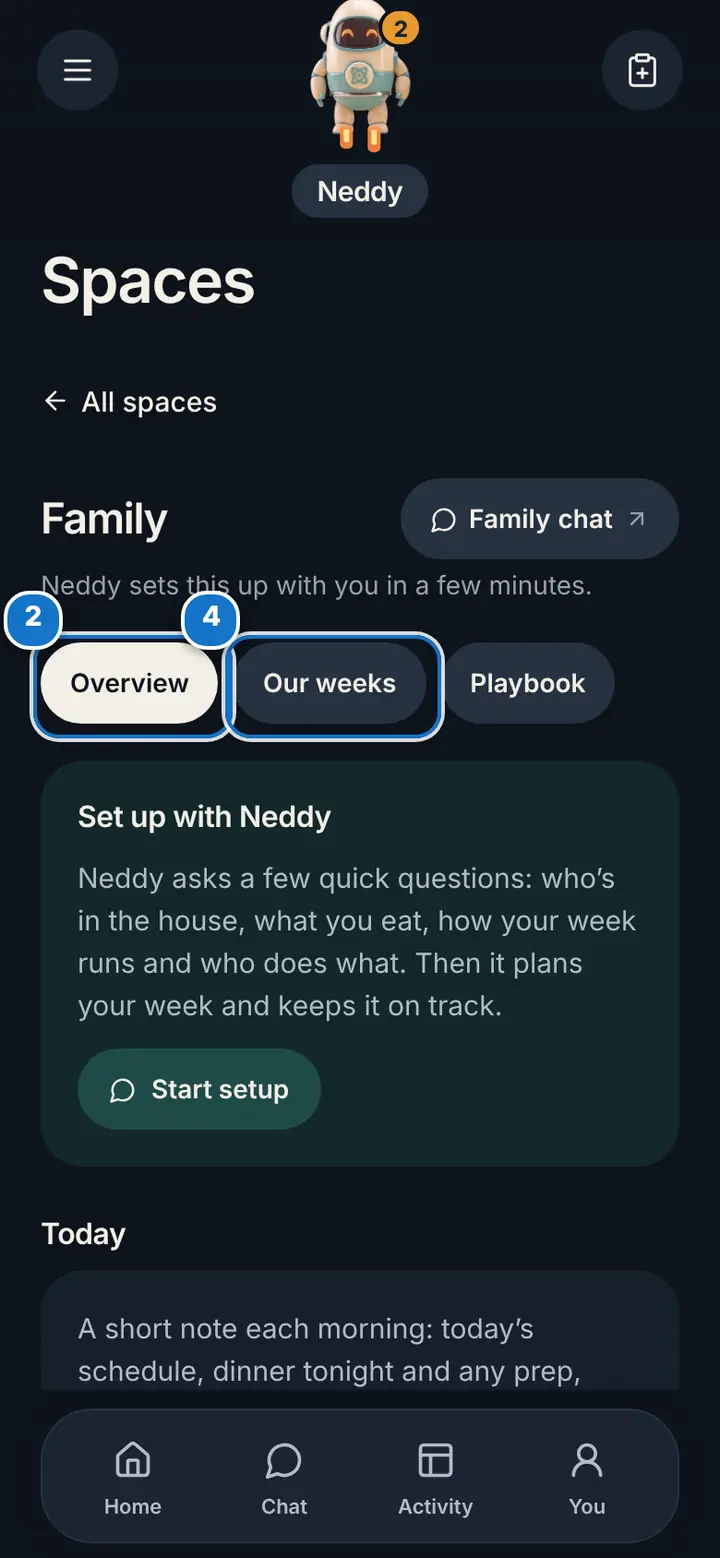 2
Neddy
Spaces
← All spaces
Family
Family chat
Neddy sets this up with you in a few minutes.
2
4
Overview
Our weeks
Playbook
Set up with Neddy
Neddy asks a few quick questions: who’s
in the house, what you eat, how your week
runs and who does what. Then it plans
your week and keeps it on track.
Start setup
Today
A short note each morning: today’s
schedule, dinner tonight and any prep,
Home
Chat
Activity
You